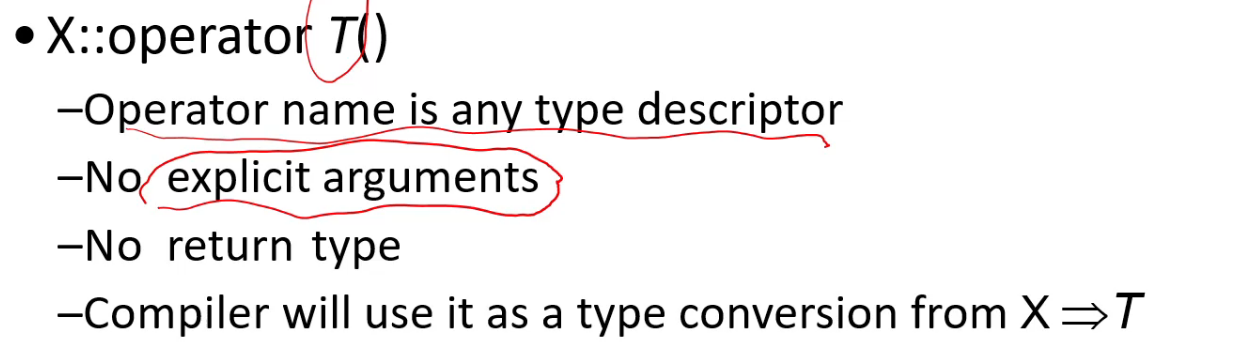 • X::operator T()
–Operator name is any type descriptor
–No explicit arguments
–No return type
–Compiler will use it as a type conversion from X ⇒ T